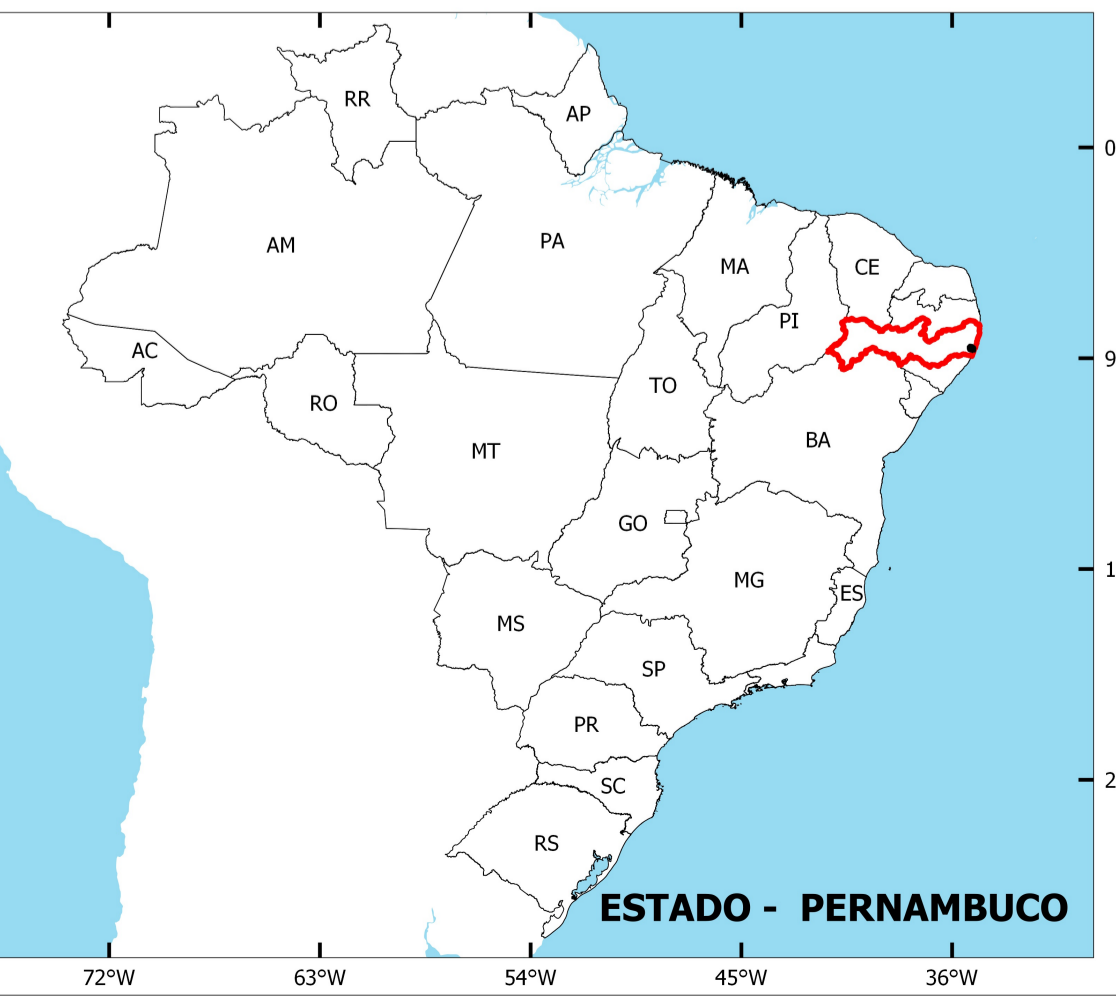 RR
AP
0
AM
PA
MA
CE
PI
AC
9
TO
RO
BA
MT
GO
1
MG
ES
MS
SP
PR
2
SC
RS
ESTADO - PERNAMBUCO
72°W 63°W 54°W 45°W 36°W